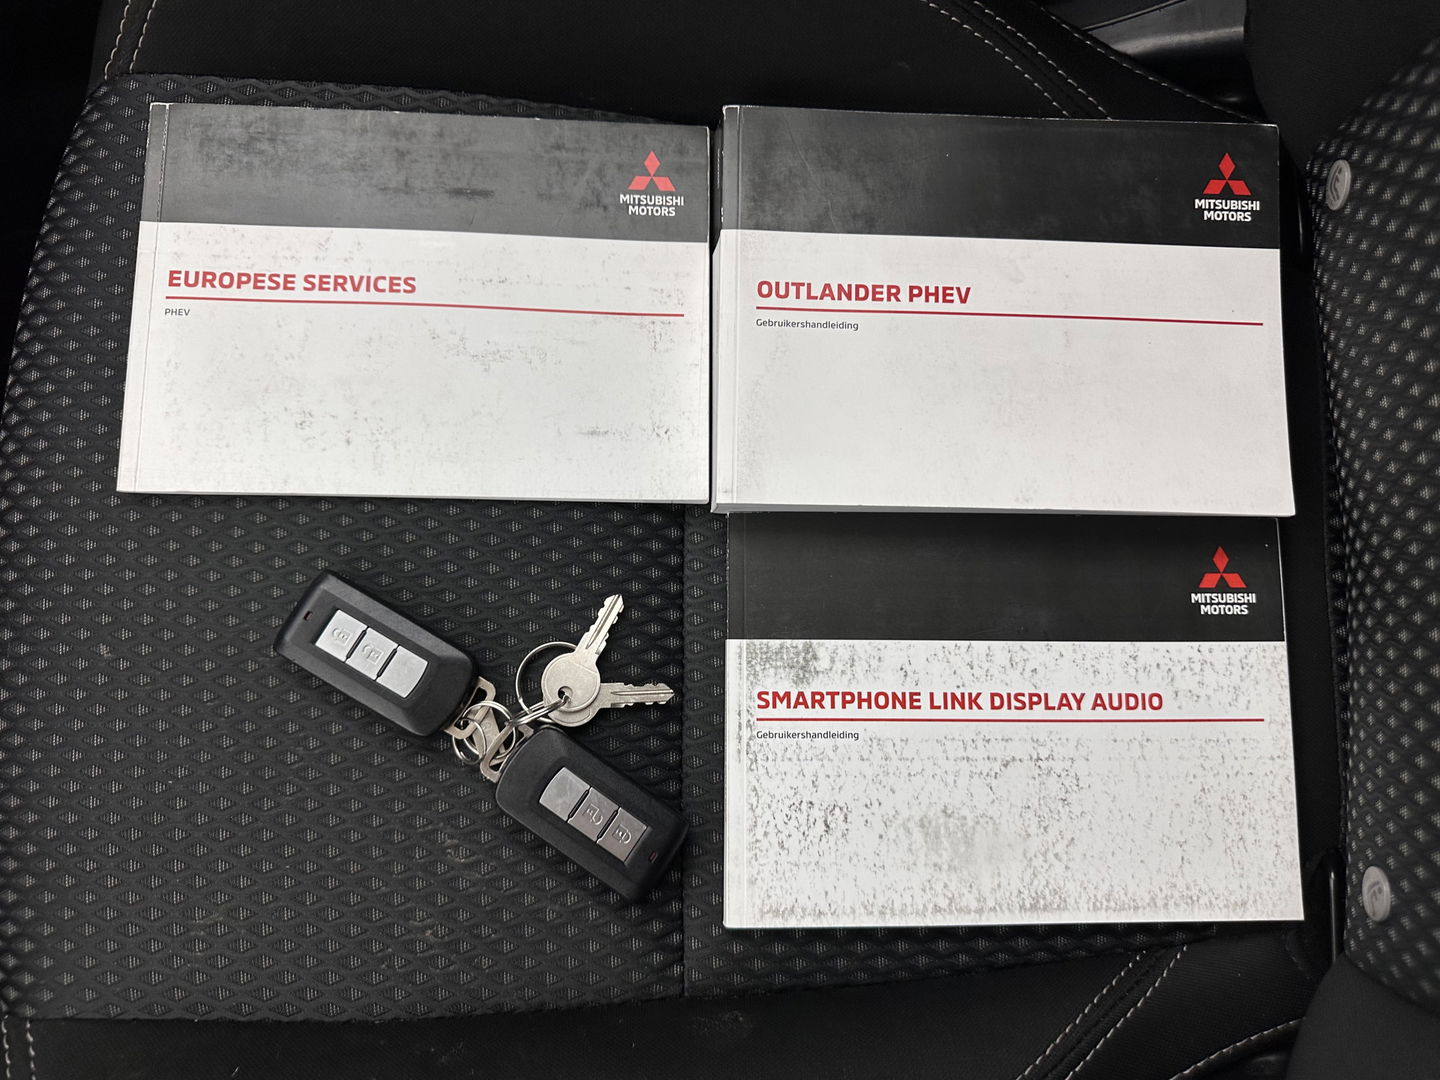 MITSUBISHI
MOTORS
EUROPESE SERVICES
PHEV
MITSUBISHI
MOTORS
OUTLANDER PHEV
Gebruikershandleiding
MITSUBISHI
MOTORS
SMARTPHONE LINK DISPLAY AUDIO
Gebruikershandleiding